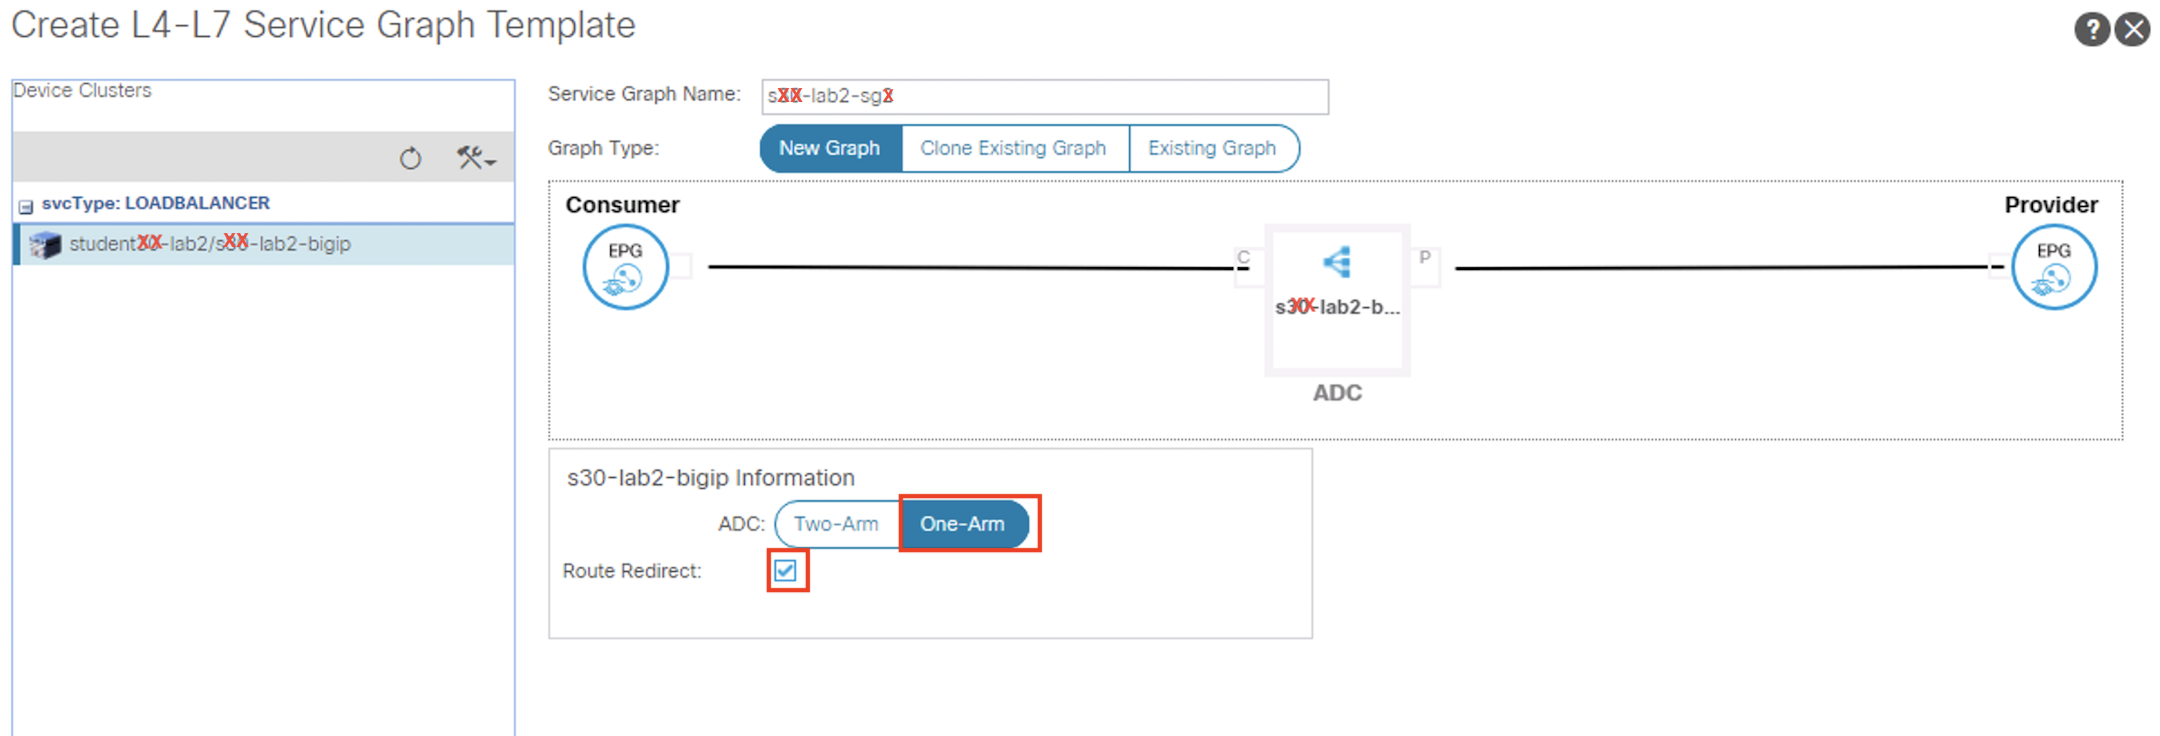 Create L4-L7 Service Graph Template
Device Clusters
svcType: LOADBALANCER
studentXX-lab2/sXX-lab2-bigip
Service Graph Name: sXX-lab2-sgX
Graph Type: New Graph Clone Existing Graph Existing Graph
Consumer Provider
EPG C P EPG
s30-lab2-b...
XX
ADC
s30-lab2-bigip Information
ADC: Two-Arm One-Arm
Route Redirect: